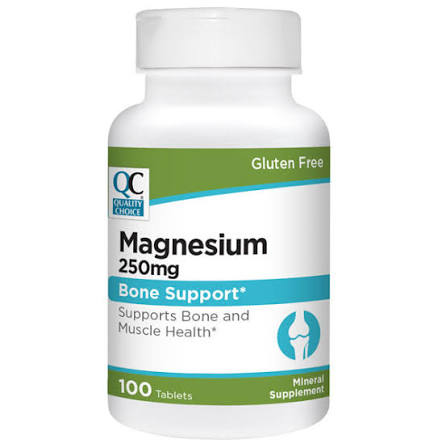 Gluten Free
QC
QUALITY
CHOICE
Magnesium
250mg
Bone Support*
Supports Bone and
Muscle Health*
100 Tablets
Mineral
Supplement